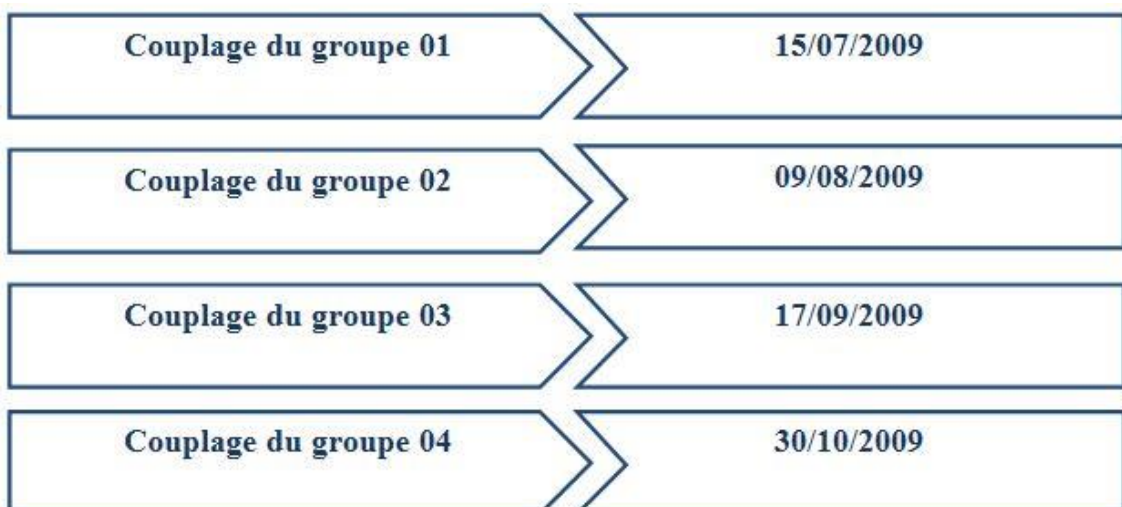 Couplage du groupe 01
15/07/2009
Couplage du groupe 02
09/08/2009
Couplage du groupe 03
17/09/2009
Couplage du groupe 04
30/10/2009